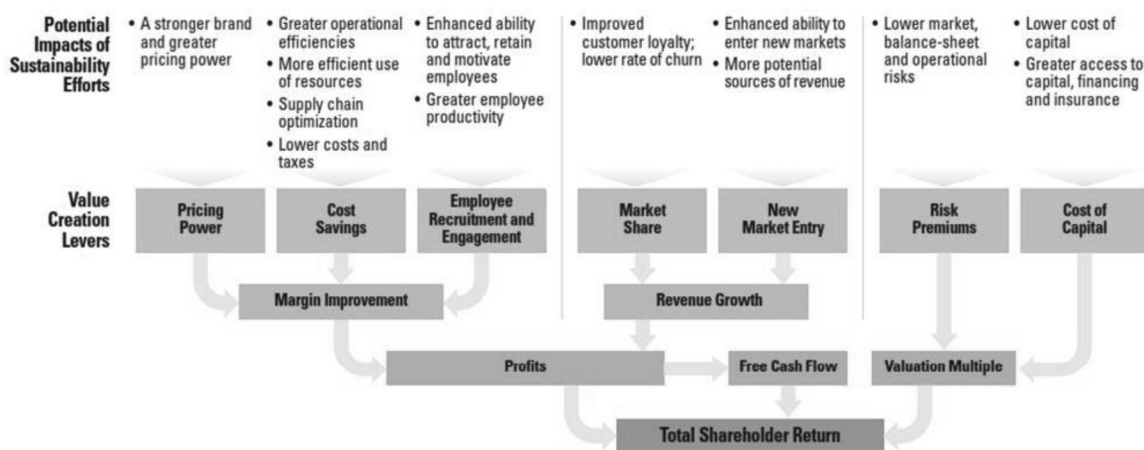 Potential
Impacts of
Sustainability
Efforts
• A stronger brand
and greater
pricing power
• Greater operational
efficiencies
• More efficient use
of resources
• Supply chain
optimization
• Lower costs and
taxes
• Enhanced ability
to attract, retain
and motivate
employees
• Greater employee
productivity
• Improved
customer loyalty;
lower rate of churn
• Enhanced ability to
enter new markets
• More potential
sources of revenue
• Lower market,
balance-sheet
and operational
risks
• Lower cost of
capital
• Greater access to
capital, financing
and insurance
Value
Creation
Levers
Pricing
Power
Cost
Savings
Employee
Recruitment and
Engagement
Market
Share
New
Market Entry
Risk
Premiums
Cost of
Capital
Margin Improvement
Revenue Growth
Profits
Free Cash Flow
Valuation Multiple
Total Shareholder Return